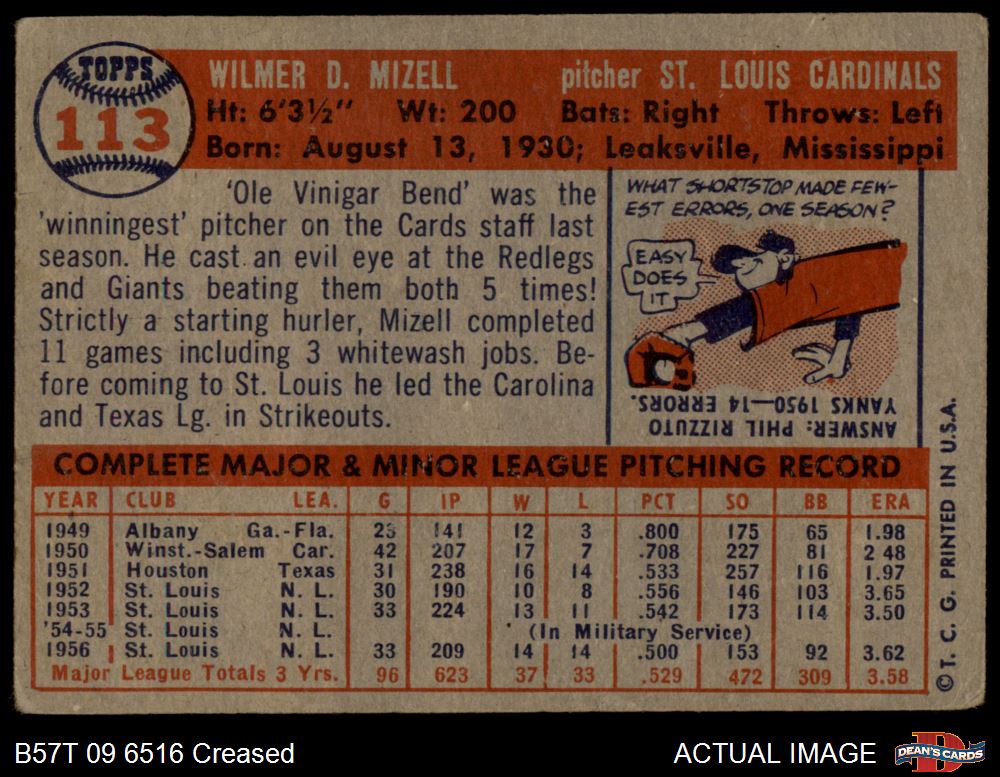 TOPPS
113
WILMER D. MIZELL pitcher ST. LOUIS CARDINALS
Ht: 6'3½" Wt: 200 Bats: Right Throws: Left
Born: August 13, 1930; Leaksville, Mississippi
'Ole Vinigar Bend' was the
'winningest' pitcher on the Cards staff last
season. He cast an evil eye at the Redlegs
and Giants beating them both 5 times!
Strictly a starting hurler, Mizell completed
11 games including 3 whitewash jobs. Be-
fore coming to St. Louis he led the Carolina
and Texas Lg. in Strikeouts.
WHAT SHORTSTOP MADE FEW-
EST ERRORS, ONE SEASON?
EASY
DOES
IT
ANSWER: PHIL RIZZUTO
YANKS 1950—14 ERRORS.
COMPLETE MAJOR & MINOR LEAGUE PITCHING RECORD
YEAR CLUB LEA. G IP W L PCT SO BB ERA
1949 Albany Ga.-Fla. 23 141 12 3 .800 175 65 1.98
1950 Winst.-Salem Car. 42 207 17 7 .708 227 81 2 48
1951 Houston Texas 31 238 16 14 .533 257 116 1.97
1952 St. Louis N. L. 30 190 10 8 .556 146 103 3.65
1953 St. Louis N. L. 33 224 13 11 .542 173 114 3.50
'54-55 St. Louis N. L. (In Military Service)
1956 St. Louis N. L. 33 209 14 14 .500 153 92 3.62
Major League Totals 3 Yrs. 96 623 37 33 .529 472 309 3.58
© T. C. G. PRINTED IN U.S.A.
B57T 09 6516 Creased
ACTUAL IMAGE
DEAN'S CARDS